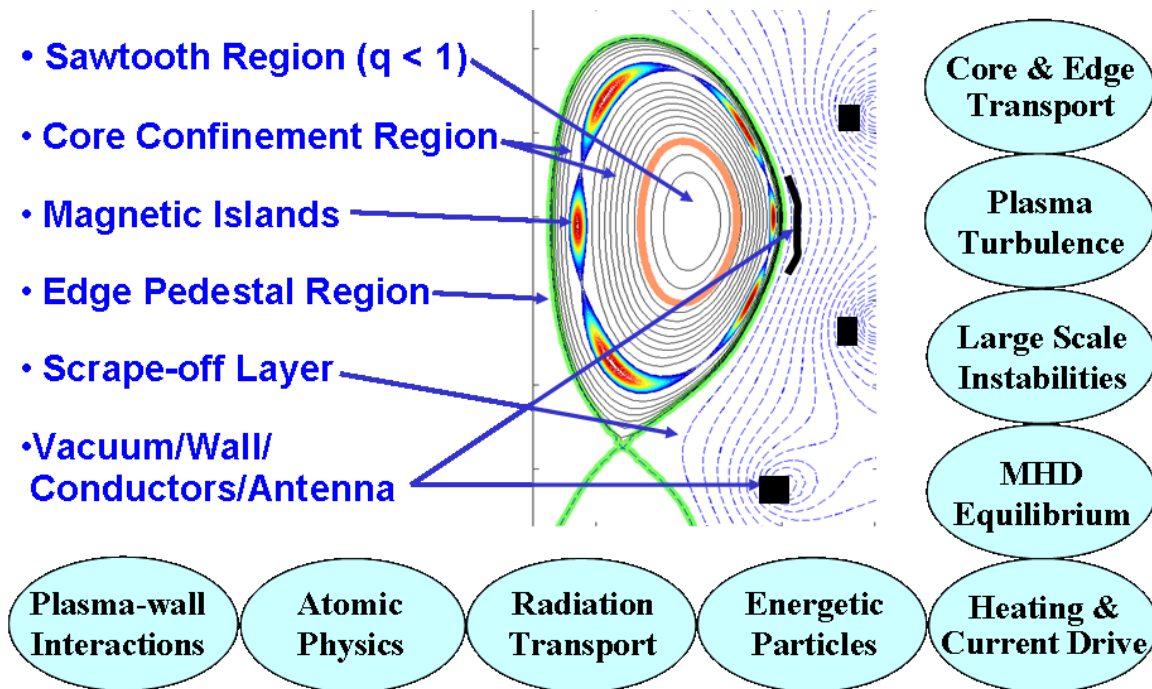 • Sawtooth Region (q < 1)
• Core Confinement Region
• Magnetic Islands
• Edge Pedestal Region
• Scrape-off Layer
•Vacuum/Wall/
Conductors/Antenna
Core & Edge
Transport
Plasma
Turbulence
Large Scale
Instabilities
MHD
Equilibrium
Plasma-wall
Interactions
Atomic
Physics
Radiation
Transport
Energetic
Particles
Heating &
Current Drive